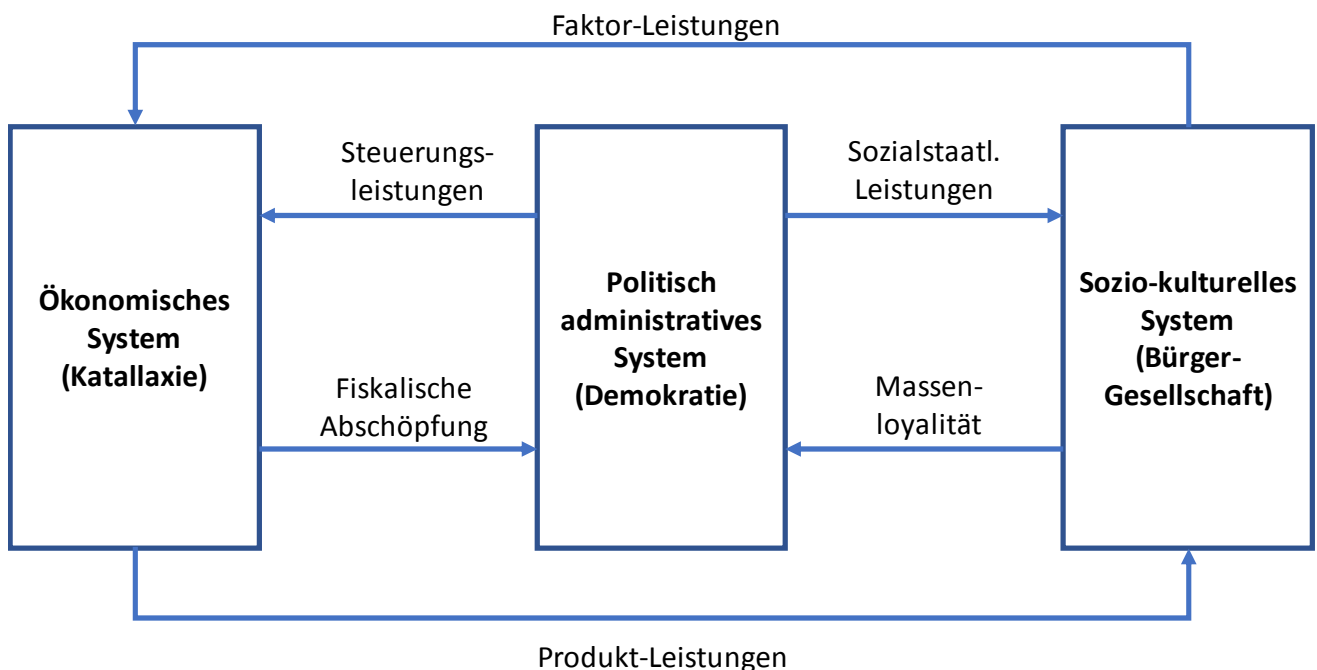 Faktor-Leistungen
Steuerungs-
leistungen
Sozialstaatl.
Leistungen
Ökonomisches
System
(Katallaxie)
Politisch
administratives
System
(Demokratie)
Sozio-kulturelles
System
(Bürger-
Gesellschaft)
Fiskalische
Abschöpfung
Massen-
loyalität
Produkt-Leistungen